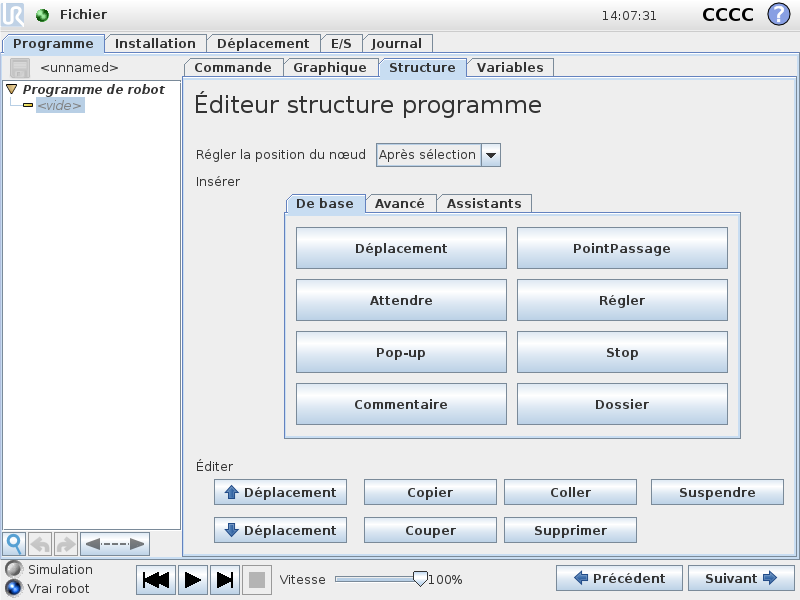 UR Fichier 14:07:31 CCCC ?
Programme Installation Déplacement E/S Journal
<unnamed> Commande Graphique Structure Variables
Programme de robot
<vide>
Éditeur structure programme
Régler la position du nœud Après sélection
Insérer
De base Avancé Assistants
Déplacement PointPassage
Attendre Régler
Pop-up Stop
Commentaire Dossier
Éditer
Déplacement Copier Coller Suspendre
Déplacement Couper Supprimer
Simulation
Vrai robot
Vitesse 100%
Précédent Suivant